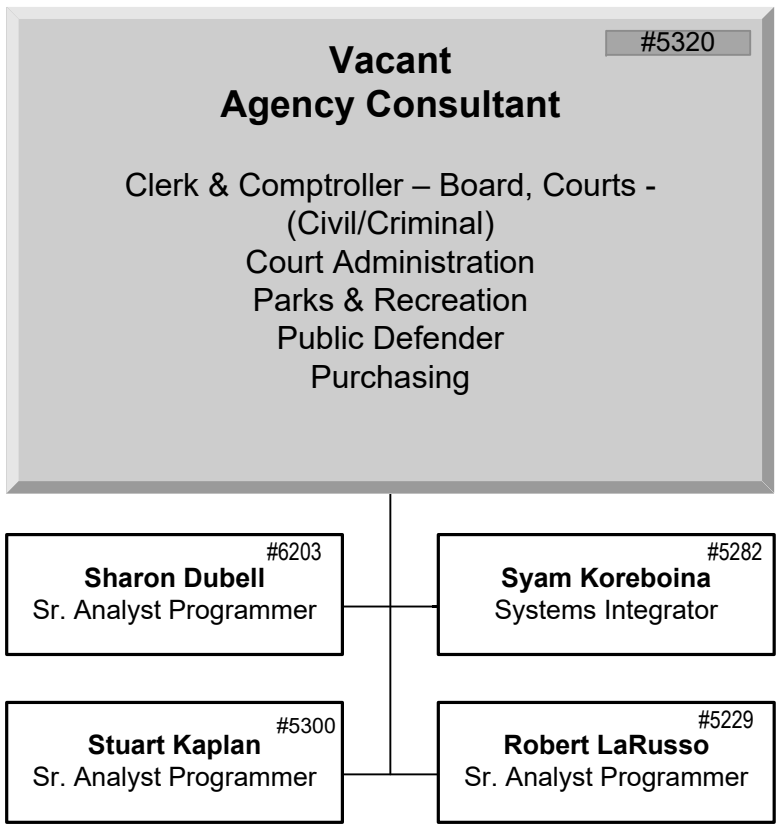 #5320
Vacant
Agency Consultant
Clerk & Comptroller – Board, Courts -
(Civil/Criminal)
Court Administration
Parks & Recreation
Public Defender
Purchasing
#6203
Sharon Dubell
Sr. Analyst Programmer
#5282
Syam Koreboina
Systems Integrator
#5300
Stuart Kaplan
Sr. Analyst Programmer
#5229
Robert LaRusso
Sr. Analyst Programmer